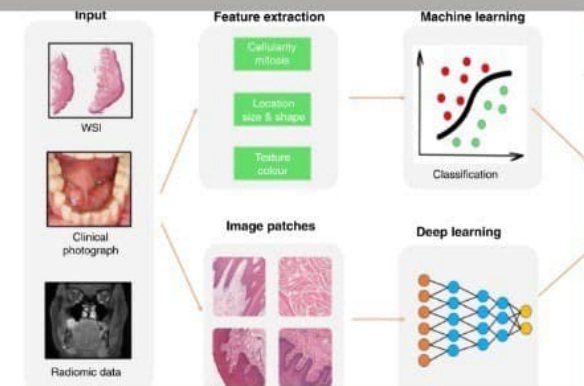 Input
WSI
Clinical
photograph
Radiomic data
Feature extraction
Cellularity
mitosis
Location
size & shape
Texture
colour
Machine learning
Classification
Image patches
Deep learning